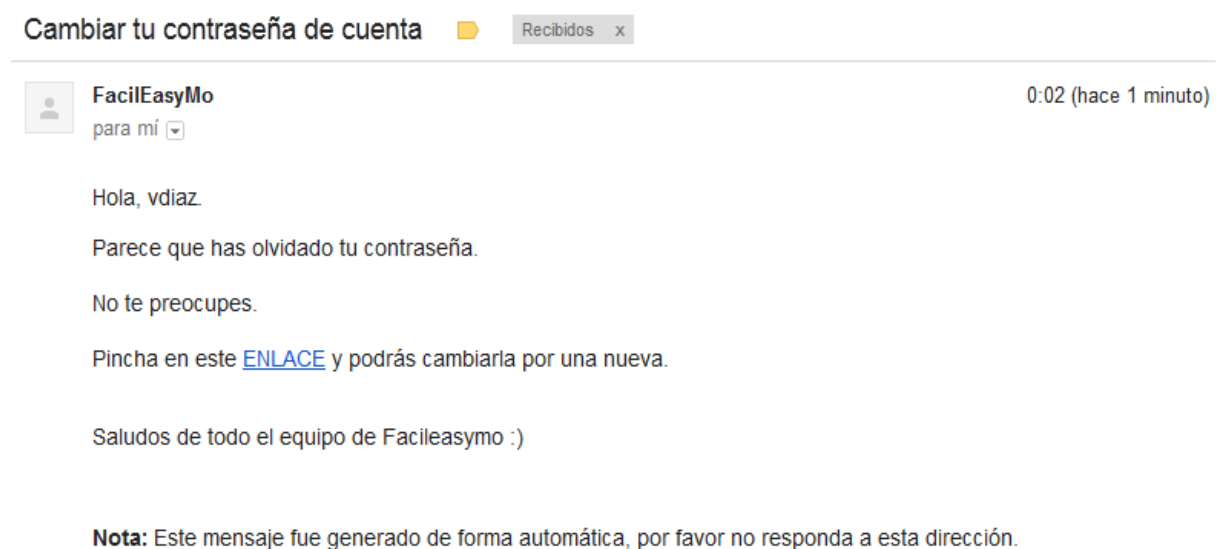 Cambiar tu contraseña de cuenta Recibidos x
FacilEasyMo 0:02 (hace 1 minuto)
para mí
Hola, vdiaz.
Parece que has olvidado tu contraseña.
No te preocupes.
Pincha en este ENLACE y podrás cambiarla por una nueva.
Saludos de todo el equipo de Facileasymo :)
Nota: Este mensaje fue generado de forma automática, por favor no responda a esta dirección.